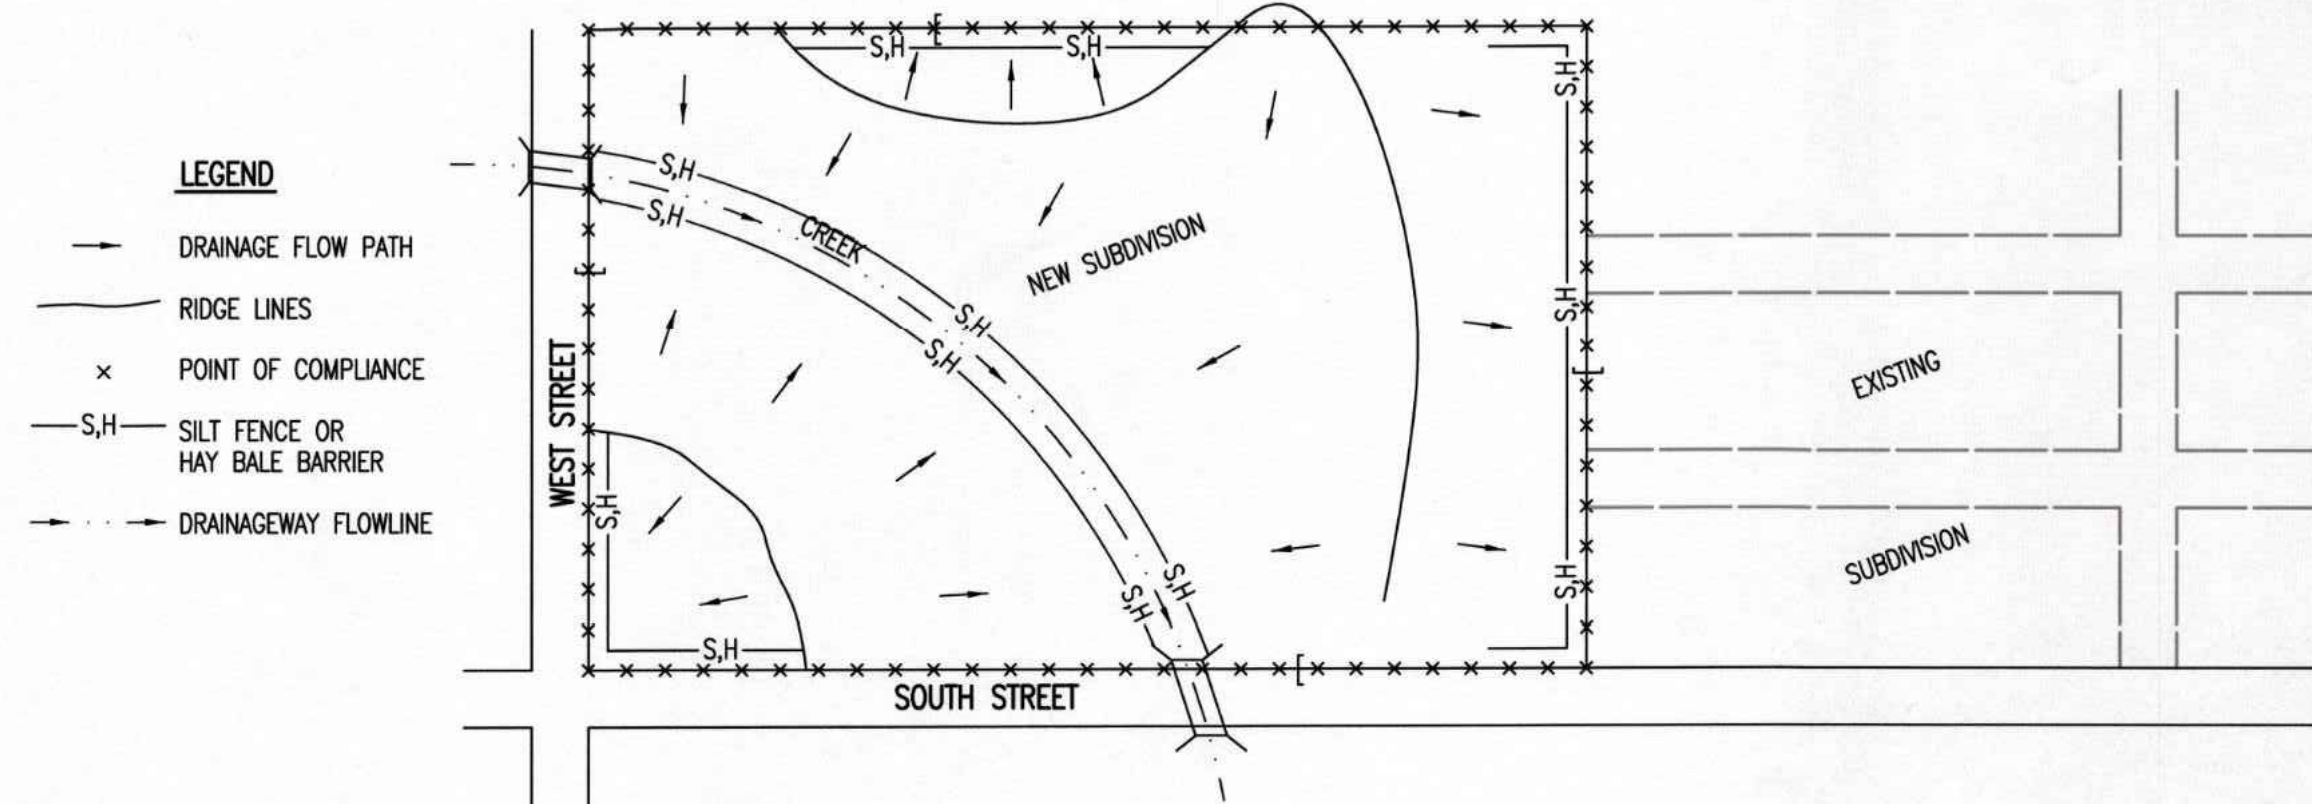 LEGEND
DRAINAGE FLOW PATH
RIDGE LINES
POINT OF COMPLIANCE
S,H
SILT FENCE OR
HAY BALE BARRIER
DRAINAGEWAY FLOWLINE
WEST STREET
S,H
S,H
S,H
S,H
S,H
CREEK
NEW SUBDIVISION
S,H
S,H
S,H
S,H
S,H
S,H
S,H
S,H
SOUTH STREET
EXISTING
SUBDIVISION